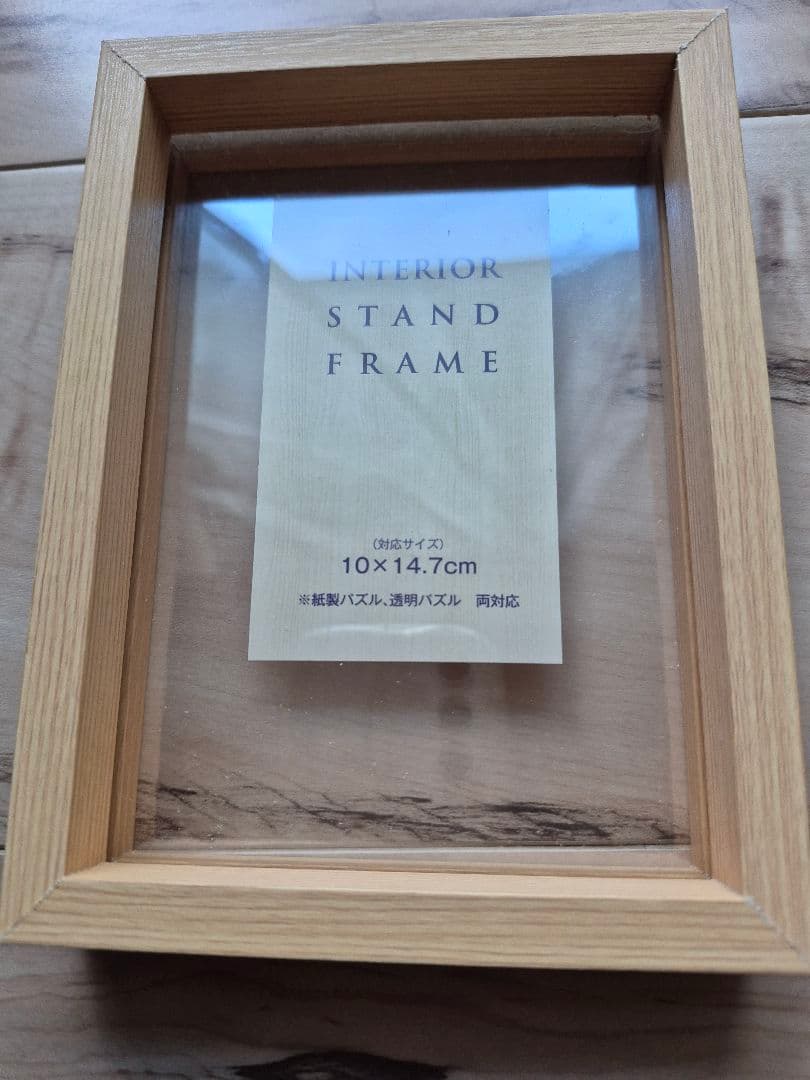 INTERIOR
STAND
FRAME
(対応サイズ)
10×14.7cm
※紙製パズル、透明パズル 両対応